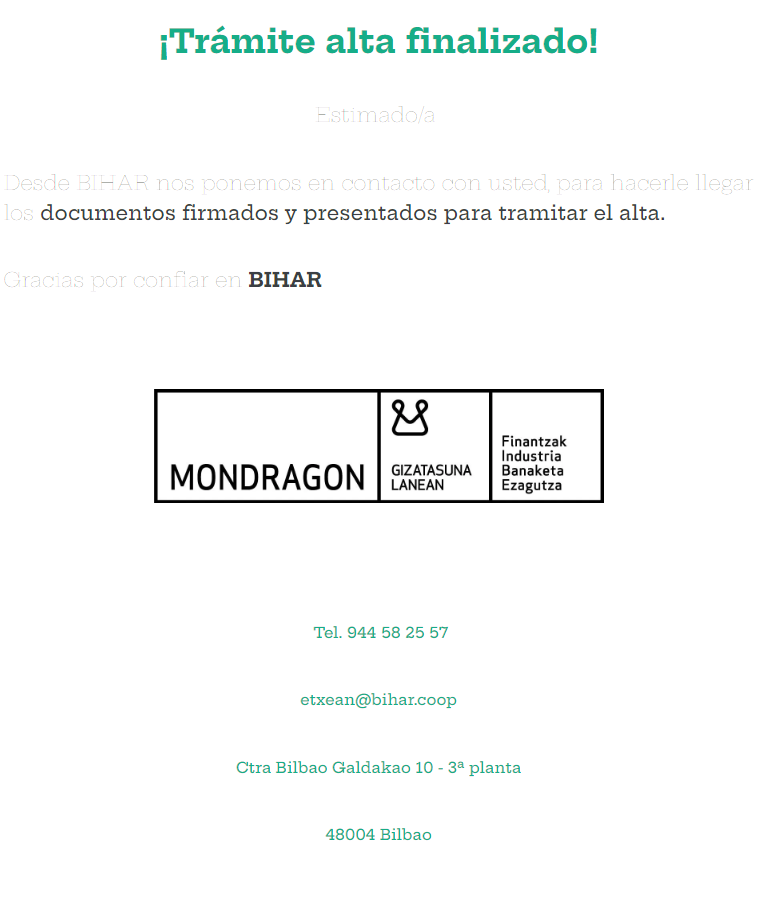 ¡Trámite alta finalizado!
Estimado/a
Desde BIHAR nos ponemos en contacto con usted, para hacerle llegar
los documentos firmados y presentados para tramitar el alta.
Gracias por confiar en BIHAR
MONDRAGON
GIZATASUNA
LANEAN
Finantzak
Industria
Banaketa
Ezagutza
Tel. 944 58 25 57
etxean@bihar.coop
Ctra Bilbao Galdakao 10 - 3ª planta
48004 Bilbao